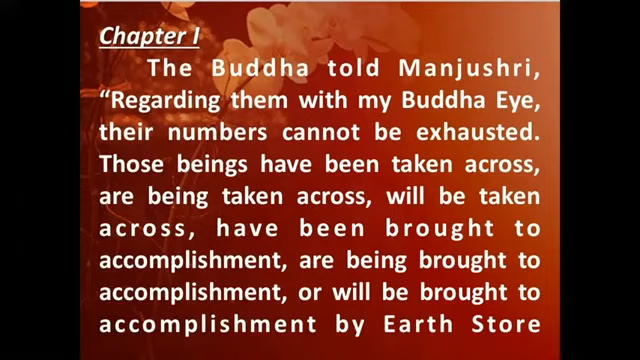 Chapter I
The Buddha told Manjushri,
“Regarding them with my Buddha Eye,
their numbers cannot be exhausted.
Those beings have been taken across,
are being taken across, will be taken
across, have been brought to
accomplishment, are being brought to
accomplishment, or will be brought to
accomplishment by Earth Store